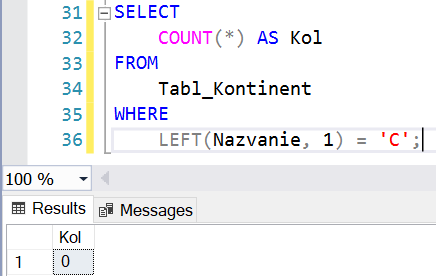 31 SELECT
32 COUNT(*) AS Kol
33 FROM
34 Tabl_Kontinent
35 WHERE
36 LEFT(Nazvanie, 1) = 'C';
100 %
Results Messages
Kol
1 0